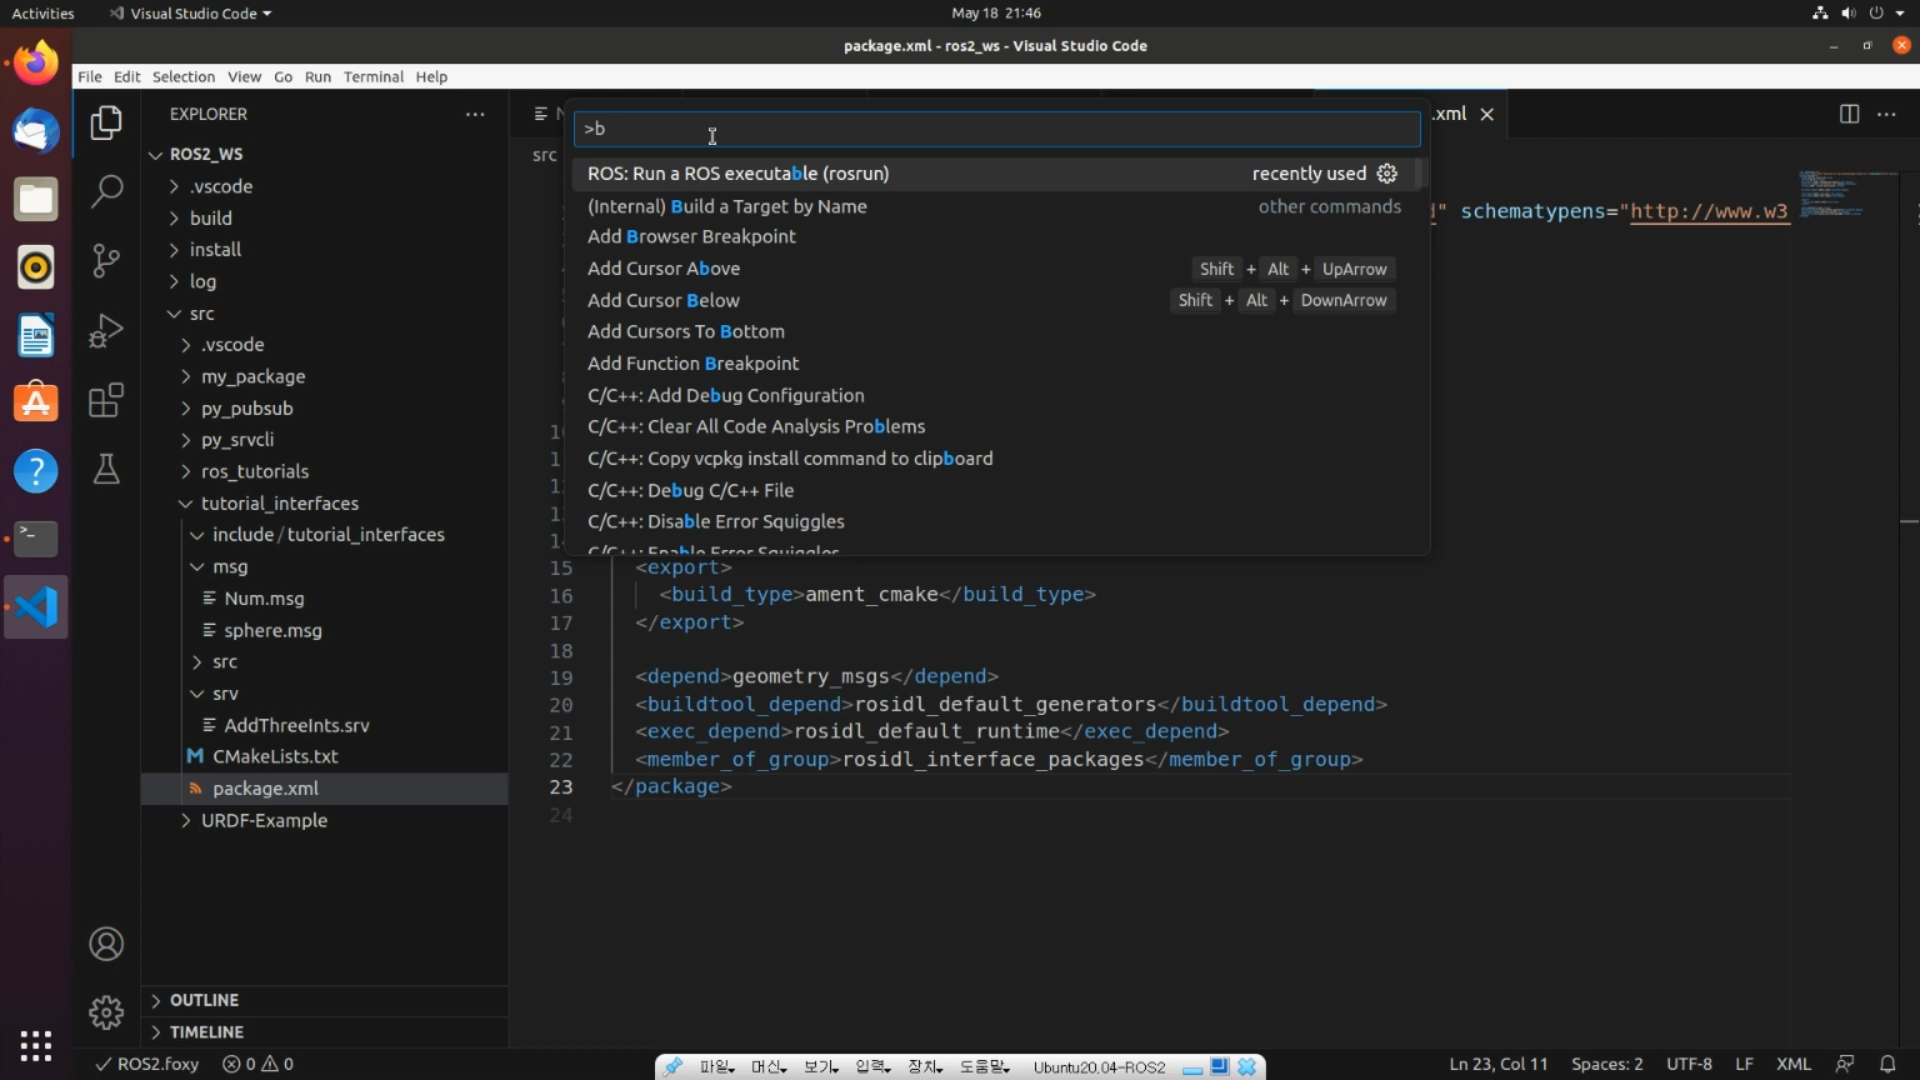 Activities
Visual Studio Code
May 18 21:46
package.xml - ros2_ws - Visual Studio Code
File Edit Selection View Go Run Terminal Help
EXPLORER
ROS2_WS
.vscode
build
install
log
src
.vscode
my_package
py_pubsub
py_srvcli
ros_tutorials
tutorial_interfaces
include / tutorial_interfaces
msg
Num.msg
sphere.msg
src
srv
AddThreeInts.srv
CMakeLists.txt
package.xml
URDF-Example
OUTLINE
TIMELINE
.xml
src
>b
ROS: Run a ROS executable (rosrun) recently used
(Internal) Build a Target by Name other commands
Add Browser Breakpoint
Add Cursor Above Shift + Alt + UpArrow
Add Cursor Below Shift + Alt + DownArrow
Add Cursors To Bottom
Add Function Breakpoint
C/C++: Add Debug Configuration
C/C++: Clear All Code Analysis Problems
C/C++: Copy vcpkg install command to clipboard
C/C++: Debug C/C++ File
C/C++: Disable Error Squiggles
C/C++: Enable Error Squiggles
" schematypens="http://www.w3
15 <export>
16 <build_type>ament_cmake</build_type>
17 </export>
18
19 <depend>geometry_msgs</depend>
20 <buildtool_depend>rosidl_default_generators</buildtool_depend>
21 <exec_depend>rosidl_default_runtime</exec_depend>
22 <member_of_group>rosidl_interface_packages</member_of_group>
23 </package>
24
ROS2.foxy 0 0
파일 머신 보기 입력 장치 도움말 Ubuntu20,04-ROS2
Ln 23, Col 11 Spaces: 2 UTF-8 LF XML